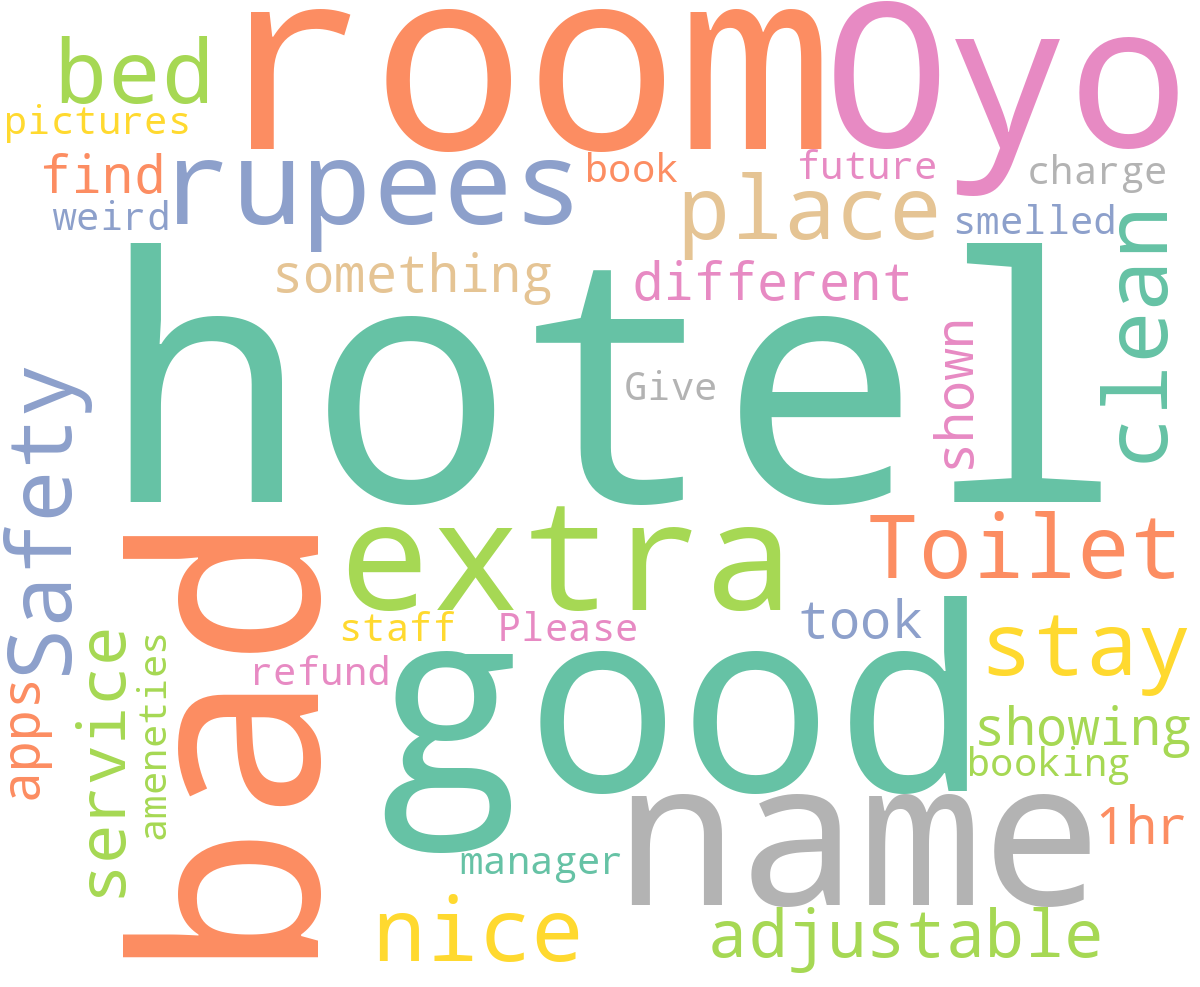 room
Oyo
bed
pictures
find
rupees
book
future
charge
weird
place
smelled
clean
something
different
hotel
Give
shown
Safety
extra
Toilet
bad
good
staff
Please
took
stay
refund
service
ameneties
apps
showing
booking
name
1hr
manager
nice
adjustable